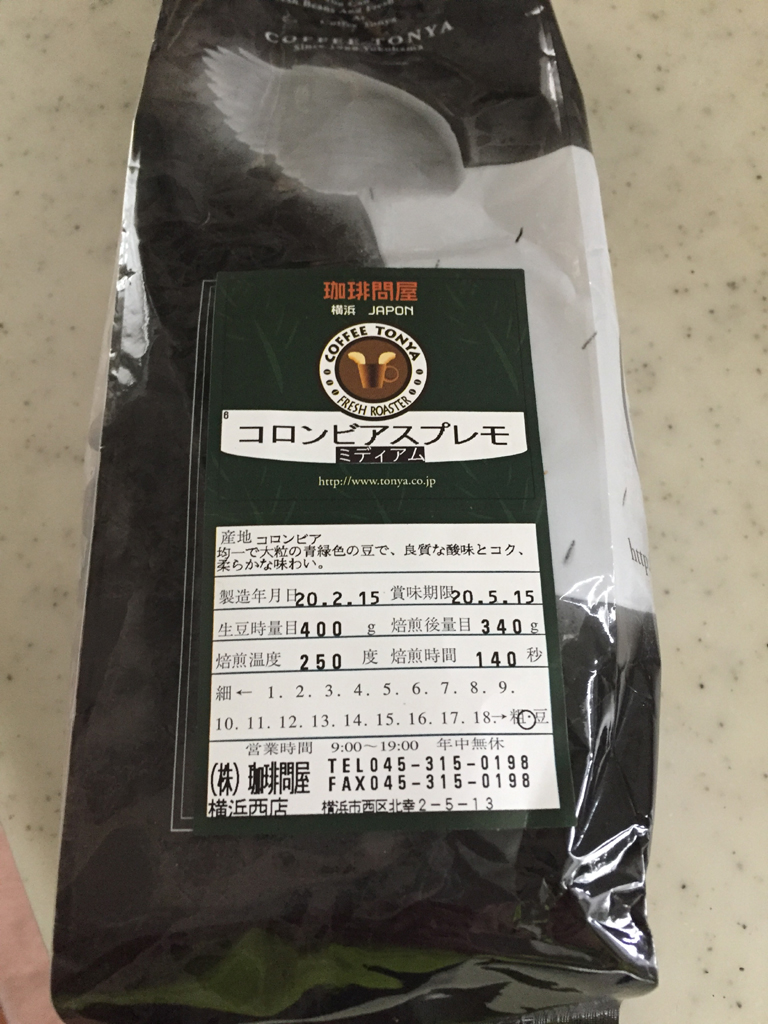 Coffee Tonya
COFFEE TONYA
Since 1988 Yokohama
珈琲問屋
横浜 JAPON
COFFEE TONYA
FRESH ROASTER
6
コロンビアスプレモ
ミディアム
http://www.tonya.co.jp
産地 コロンビア
均一で大粒の青緑色の豆で、良質な酸味とコク、
柔らかな味わい。
製造年月日 20.2.15 賞味期限 20.5.15
生豆時量目 400 g 焙煎後量目 340 g
焙煎温度 250 度 焙煎時間 140 秒
細← 1. 2. 3. 4. 5. 6. 7. 8. 9.
10. 11. 12. 13. 14. 15. 16. 17. 18.→粗・豆
営業時間 9:00〜19:00 年中無休
(株) 珈琲問屋 TEL045-315-0198
FAX045-315-0198
横浜西店 横浜市西区北幸2-5-13
http